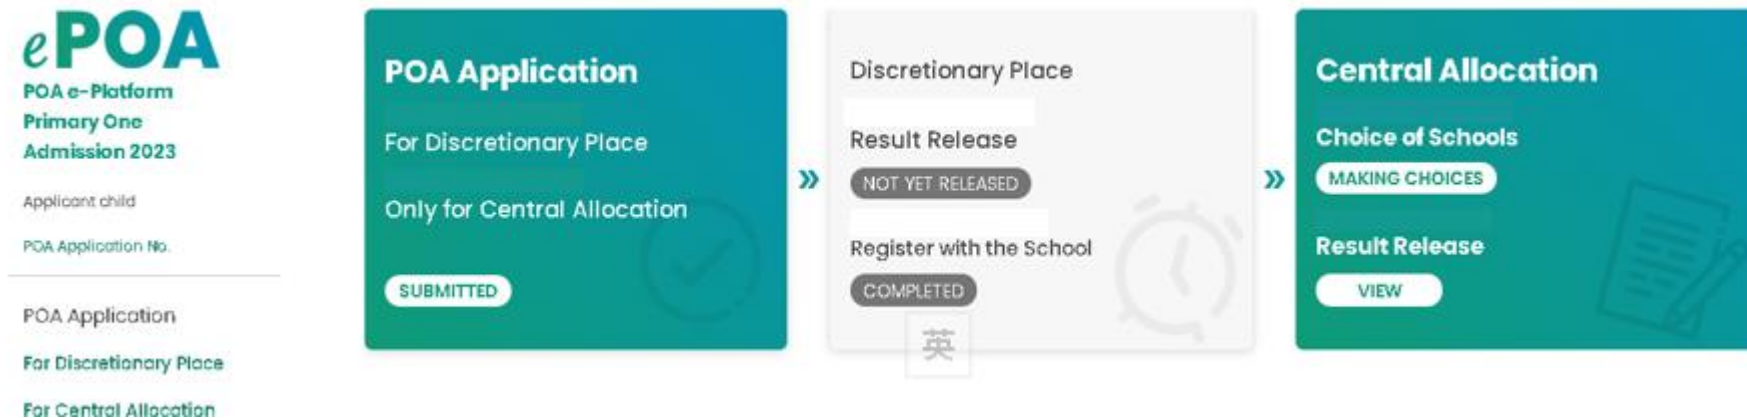 ePOA
POA e-Platform
Primary One
Admission 2023
Applicant child
POA Application No.
POA Application
For Discretionary Place
For Central Allocation
POA Application
For Discretionary Place
Only for Central Allocation
SUBMITTED
»
Discretionary Place
Result Release
NOT YET RELEASED
Register with the School
COMPLETED
英
»
Central Allocation
Choice of Schools
MAKING CHOICES
Result Release
VIEW